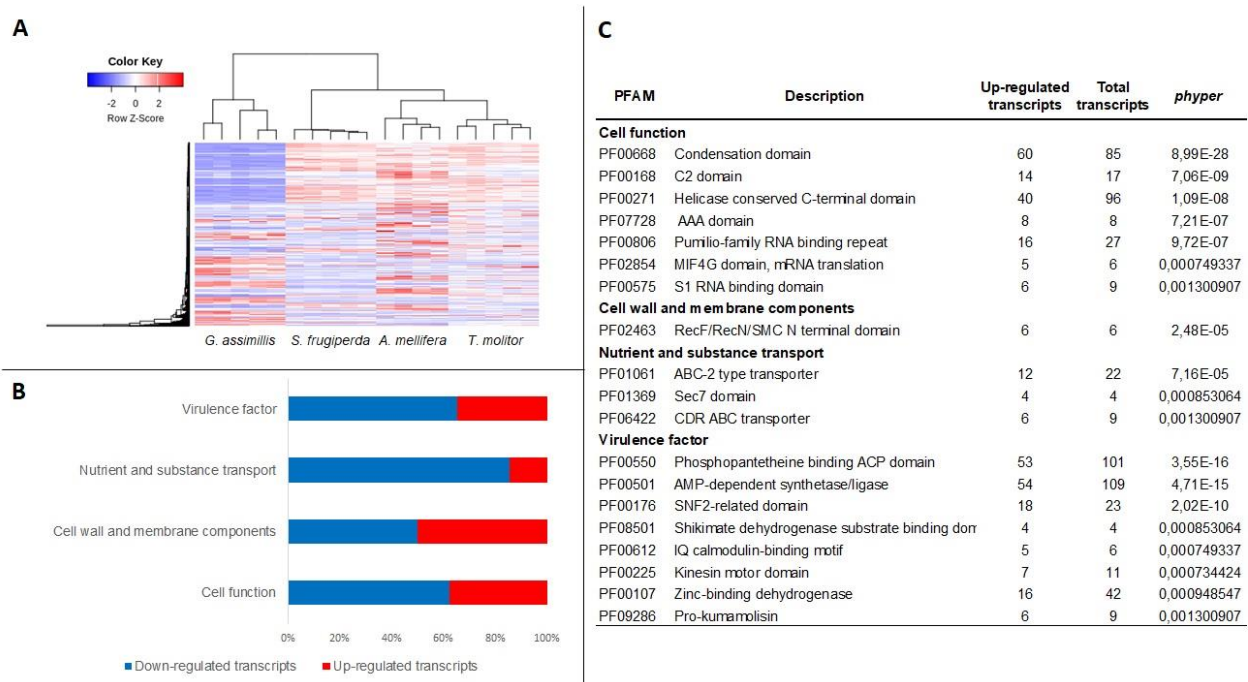 A
Color Key
-2 0 2
Row Z-Score
G. assimillis S. frugiperda A. mellifera T. molitor
B
Virulence factor
Nutrient and substance transport
Cell wall and membrane components
Cell function
0% 20% 40% 60% 80% 100%
Down-regulated transcripts Up-regulated transcripts
C
PFAM Description Up-regulated transcripts Total transcripts phyper
Cell function
PF00668 Condensation domain 60 85 8,99E-28
PF00168 C2 domain 14 17 7,06E-09
PF00271 Helicase conserved C-terminal domain 40 96 1,09E-08
PF07728 AAA domain 8 8 7,21E-07
PF00806 Pumilio-family RNA binding repeat 16 27 9,72E-07
PF02854 MIF4G domain, mRNA translation 5 6 0,000749337
PF00575 S1 RNA binding domain 6 9 0,001300907
Cell wall and membrane components
PF02463 RecF/RecN/SMC N terminal domain 6 6 2,48E-05
Nutrient and substance transport
PF01061 ABC-2 type transporter 12 22 7,16E-05
PF01369 Sec7 domain 4 4 0,000853064
PF06422 CDR ABC transporter 6 9 0,001300907
Virulence factor
PF00550 Phosphopantetheine binding ACP domain 53 101 3,55E-16
PF00501 AMP-dependent synthetase/ligase 54 109 4,71E-15
PF00176 SNF2-related domain 18 23 2,02E-10
PF08501 Shikimate dehydrogenase substrate binding dom 4 4 0,000853064
PF00612 IQ calmodulin-binding motif 5 6 0,000749337
PF00225 Kinesin motor domain 7 11 0,000734424
PF00107 Zinc-binding dehydrogenase 16 42 0,000948547
PF09286 Pro-kumamolisin 6 9 0,001300907